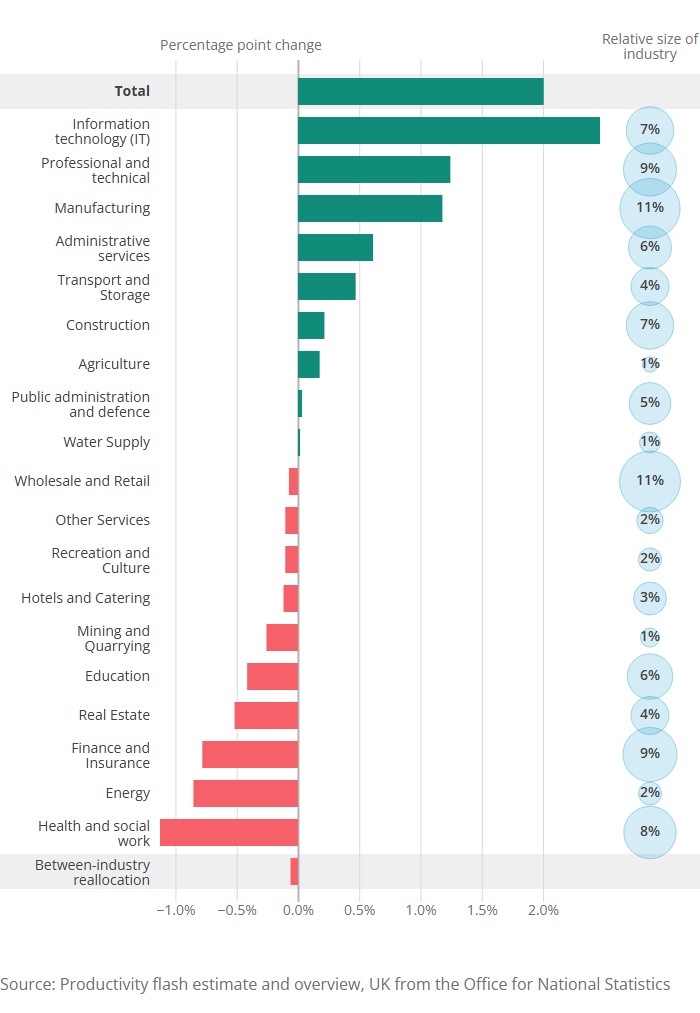 Percentage point change
Relative size of
industry
Total
Information
technology (IT)
7%
Professional and
technical
9%
Manufacturing
11%
Administrative
services
6%
Transport and
Storage
4%
Construction
7%
Agriculture
1%
Public administration
and defence
5%
Water Supply
1%
Wholesale and Retail
11%
Other Services
2%
Recreation and
Culture
2%
Hotels and Catering
3%
Mining and
Quarrying
1%
Education
6%
Real Estate
4%
Finance and
Insurance
9%
Energy
2%
Health and social
work
8%
Between-industry
reallocation
−1.0% −0.5% 0.0% 0.5% 1.0% 1.5% 2.0%
Source: Productivity flash estimate and overview, UK from the Office for National Statistics